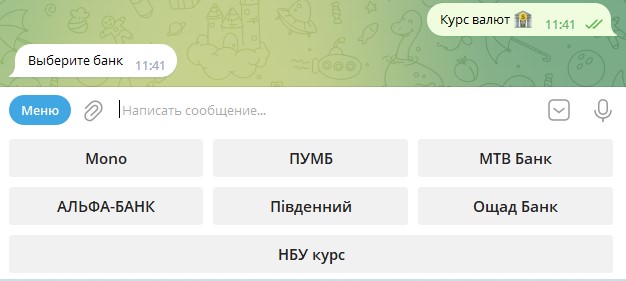 Курс валют 🏦 11:41
Выберите банк 11:41
Меню Написать сообщение...
Mono ПУМБ МТВ Банк
АЛЬФА-БАНК Південний Ощад Банк
НБУ курс